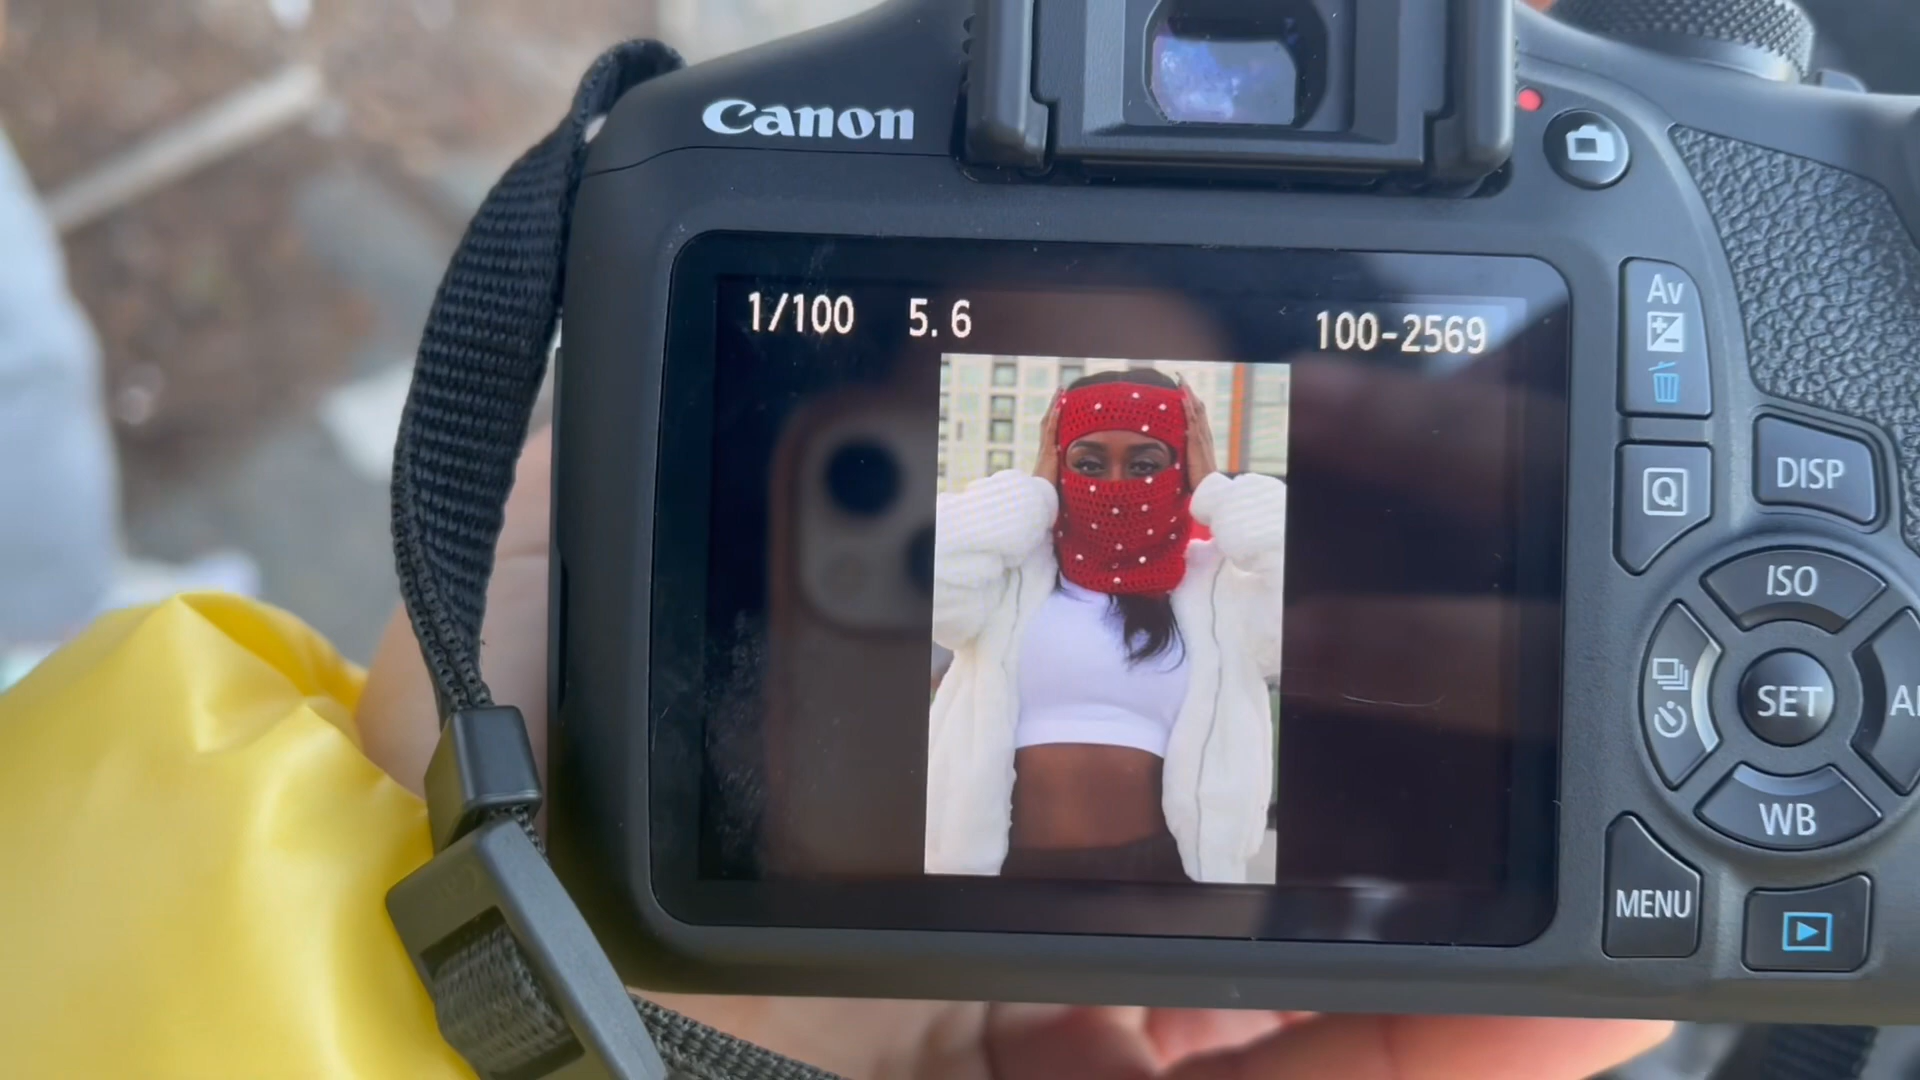 Canon
1/100 5.6 100-2569
Av
Q
DISP
ISO
SET
WB
MENU